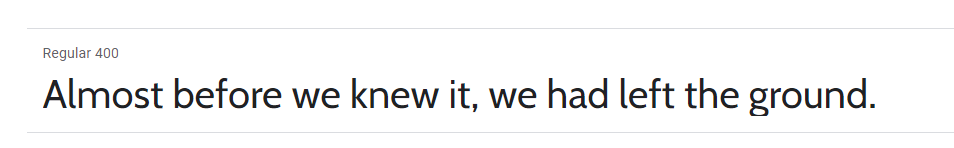 Regular 400
Almost before we knew it, we had left the ground.